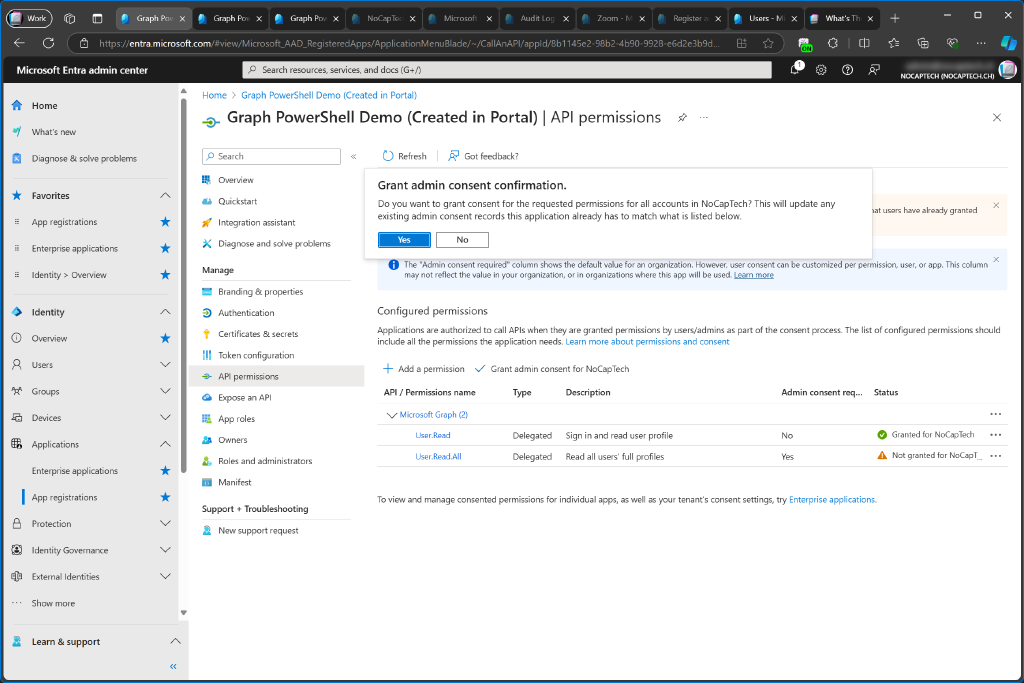 Work
Graph Po
Graph Po
Graph Po
NoCapTec
Microsoft
Audit Log
Zoom - M
Register a
Users - Mi
What's Th
https://entra.microsoft.com/#view/Microsoft_AAD_RegisteredApps/ApplicationMenuBlade/~/CallAnAPI/appId/8b1145e2-98b2-4b90-9928-e6d2e3b9d...
ON
Microsoft Entra admin center
Search resources, services, and docs (G+/)
1
NOCAPTECH (NOCAPTECH.CH)
Home
What's new
Diagnose & solve problems
Favorites
App registrations
Enterprise applications
Identity > Overview
Identity
Overview
Users
Groups
Devices
Applications
Enterprise applications
App registrations
Protection
Identity Governance
External Identities
Show more
Learn & support
Home > Graph PowerShell Demo (Created in Portal)
Graph PowerShell Demo (Created in Portal) | API permissions
Search
Overview
Quickstart
Integration assistant
Diagnose and solve problems
Manage
Branding & properties
Authentication
Certificates & secrets
Token configuration
API permissions
Expose an API
App roles
Owners
Roles and administrators
Manifest
Support + Troubleshooting
New support request
Refresh
Got feedback?
Grant admin consent confirmation.
Do you want to grant consent for the requested permissions for all accounts in NoCapTech? This will update any
existing admin consent records this application already has to match what is listed below.
Yes
No
hat users have already granted
The "Admin consent required" column shows the default value for an organization. However, user consent can be customized per permission, user, or app. This column
may not reflect the value in your organization, or in organizations where this app will be used. Learn more
Configured permissions
Applications are authorized to call APIs when they are granted permissions by users/admins as part of the consent process. The list of configured permissions should
include all the permissions the application needs. Learn more about permissions and consent
Add a permission
Grant admin consent for NoCapTech
API / Permissions name Type Description Admin consent req... Status
Microsoft Graph (2)
User.Read Delegated Sign in and read user profile No Granted for NoCapTech
User.Read.All Delegated Read all users' full profiles Yes Not granted for NoCapT...
To view and manage consented permissions for individual apps, as well as your tenant's consent settings, try Enterprise applications.